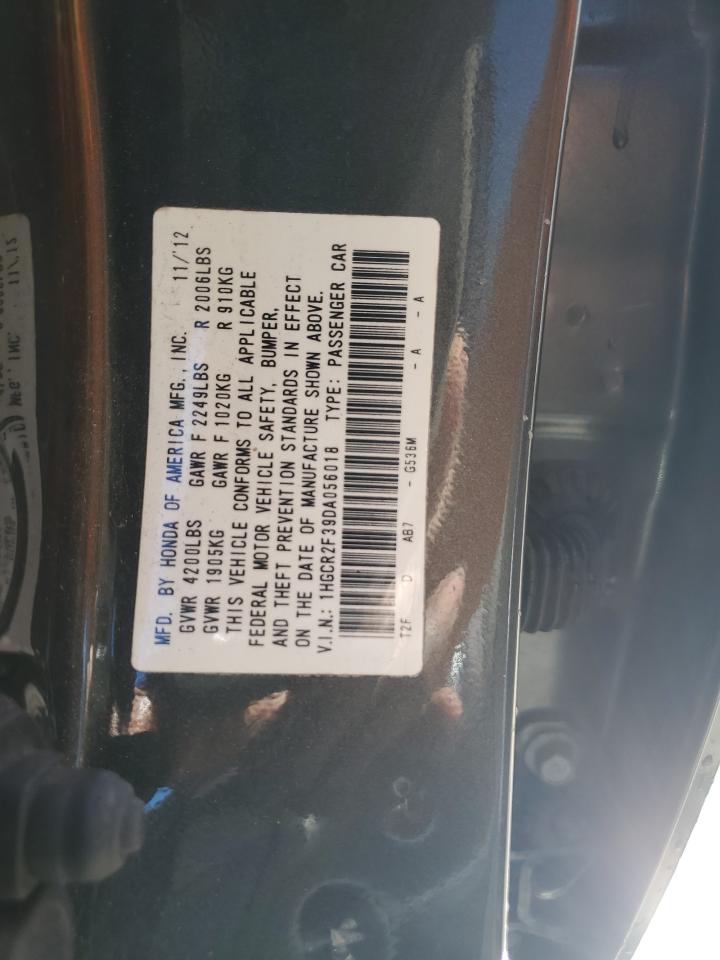 MFD. BY HONDA OF AMERICA MFG., INC. 11/'12
GVWR 4200LBS GAWR F 2249LBS R 2006LBS
GVWR 1905KG GAWR F 1020KG R 910KG
THIS VEHICLE CONFORMS TO ALL APPLICABLE
FEDERAL MOTOR VEHICLE SAFETY, BUMPER,
AND THEFT PREVENTION STANDARDS IN EFFECT
ON THE DATE OF MANUFACTURE SHOWN ABOVE.
V.I.N.: 1HGCR2F39DA056018 TYPE: PASSENGER CAR
T2F D AB7 - G536M - A - A